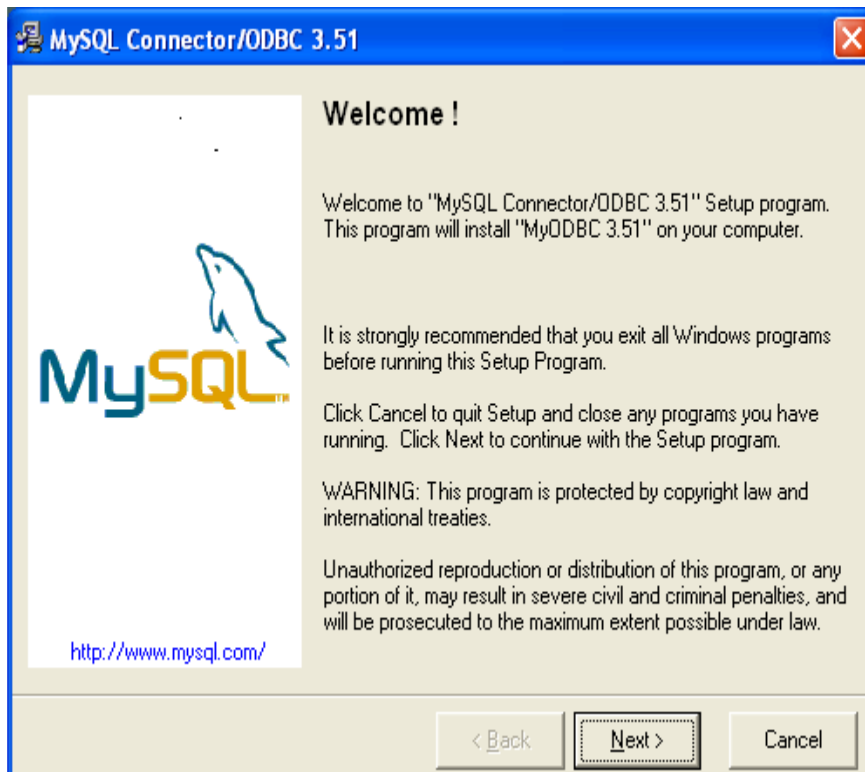 MySQL Connector/ODBC 3.51
Welcome !
Welcome to "MySQL Connector/ODBC 3.51" Setup program.
This program will install "MyODBC 3.51" on your computer.
It is strongly recommended that you exit all Windows programs
before running this Setup Program.
Click Cancel to quit Setup and close any programs you have
running.  Click Next to continue with the Setup program.
WARNING: This program is protected by copyright law and
international treaties.
Unauthorized reproduction or distribution of this program, or any
portion of it, may result in severe civil and criminal penalties, and
will be prosecuted to the maximum extent possible under law.
MySQL
http://www.mysql.com/
< Back
Next >
Cancel